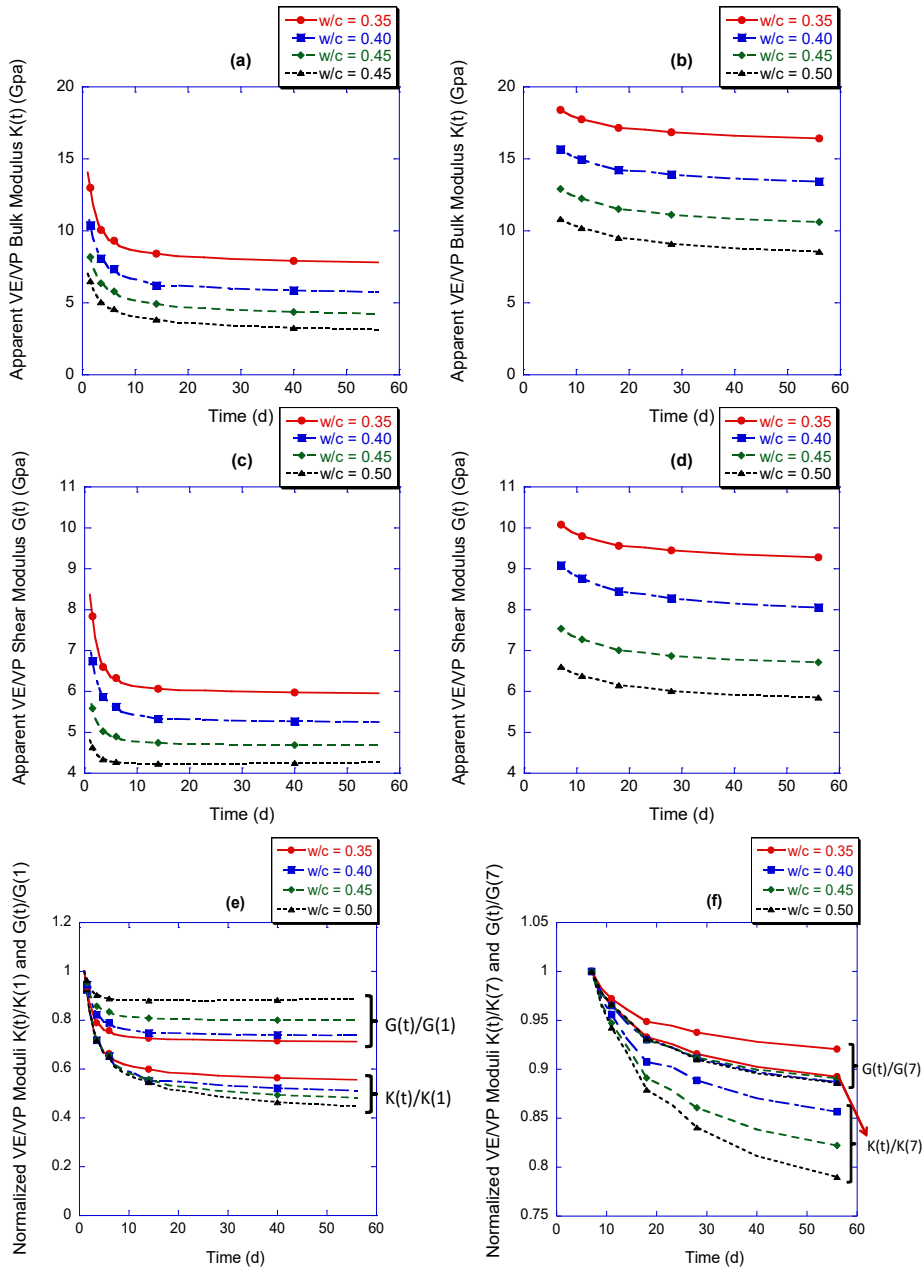 w/c = 0.35
w/c = 0.40
w/c = 0.45
w/c = 0.45
(a)
Apparent VE/VP Bulk Modulus K(t) (Gpa)
20
15
10
5
0
0 10 20 30 40 50 60
Time (d)
w/c = 0.35
w/c = 0.40
w/c = 0.45
w/c = 0.50
(b)
Apparent VE/VP Bulk Modulus K(t) (Gpa)
20
15
10
5
0
0 10 20 30 40 50 60
Time (d)
w/c = 0.35
w/c = 0.40
w/c = 0.45
w/c = 0.50
(c)
Apparent VE/VP Shear Modulus G(t) (Gpa)
11
10
9
8
7
6
5
4
0 10 20 30 40 50 60
Time (d)
w/c = 0.35
w/c = 0.40
w/c = 0.45
w/c = 0.50
(d)
Apparent VE/VP Shear Modulus G(t) (Gpa)
11
10
9
8
7
6
5
4
0 10 20 30 40 50 60
Time (d)
w/c = 0.35
w/c = 0.40
w/c = 0.45
w/c = 0.50
(e)
Normalized VE/VP Moduli K(t)/K(1) and G(t)/G(1)
1.2
1
0.8
0.6
0.4
0.2
0
G(t)/G(1)
K(t)/K(1)
0 10 20 30 40 50 60
Time (d)
w/c = 0.35
w/c = 0.40
w/c = 0.45
w/c = 0.50
(f)
Normalized VE/VP Moduli K(t)/K(7) and G(t)/G(7)
1.05
1
0.95
0.9
0.85
0.8
0.75
G(t)/G(7)
K(t)/K(7)
0 10 20 30 40 50 60
Time (d)